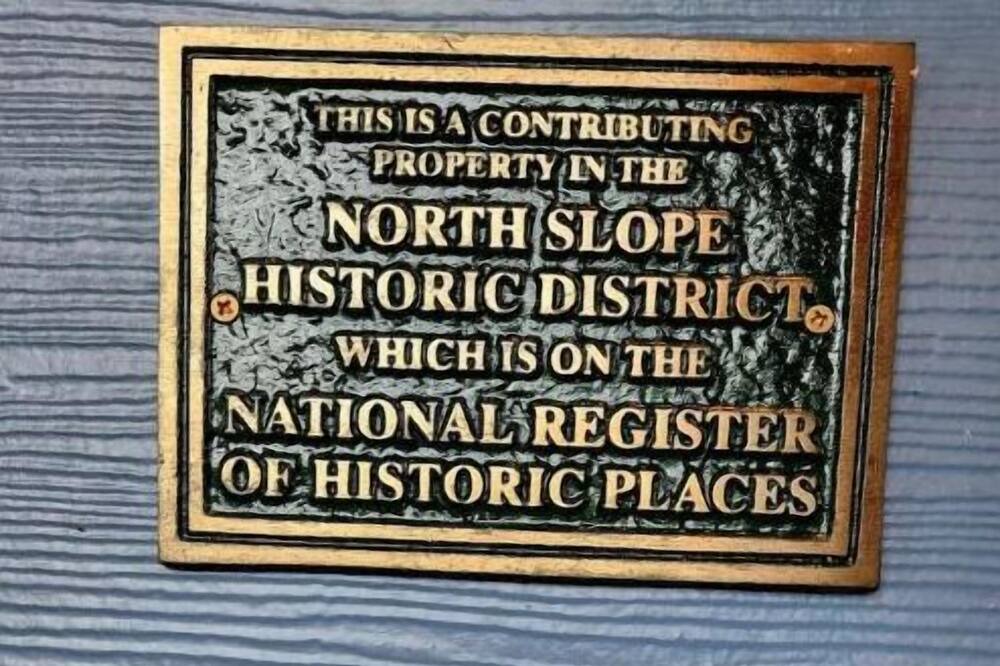 THIS IS A CONTRIBUTING
PROPERTY IN THE
NORTH SLOPE
HISTORIC DISTRICT
WHICH IS ON THE
NATIONAL REGISTER
OF HISTORIC PLACES